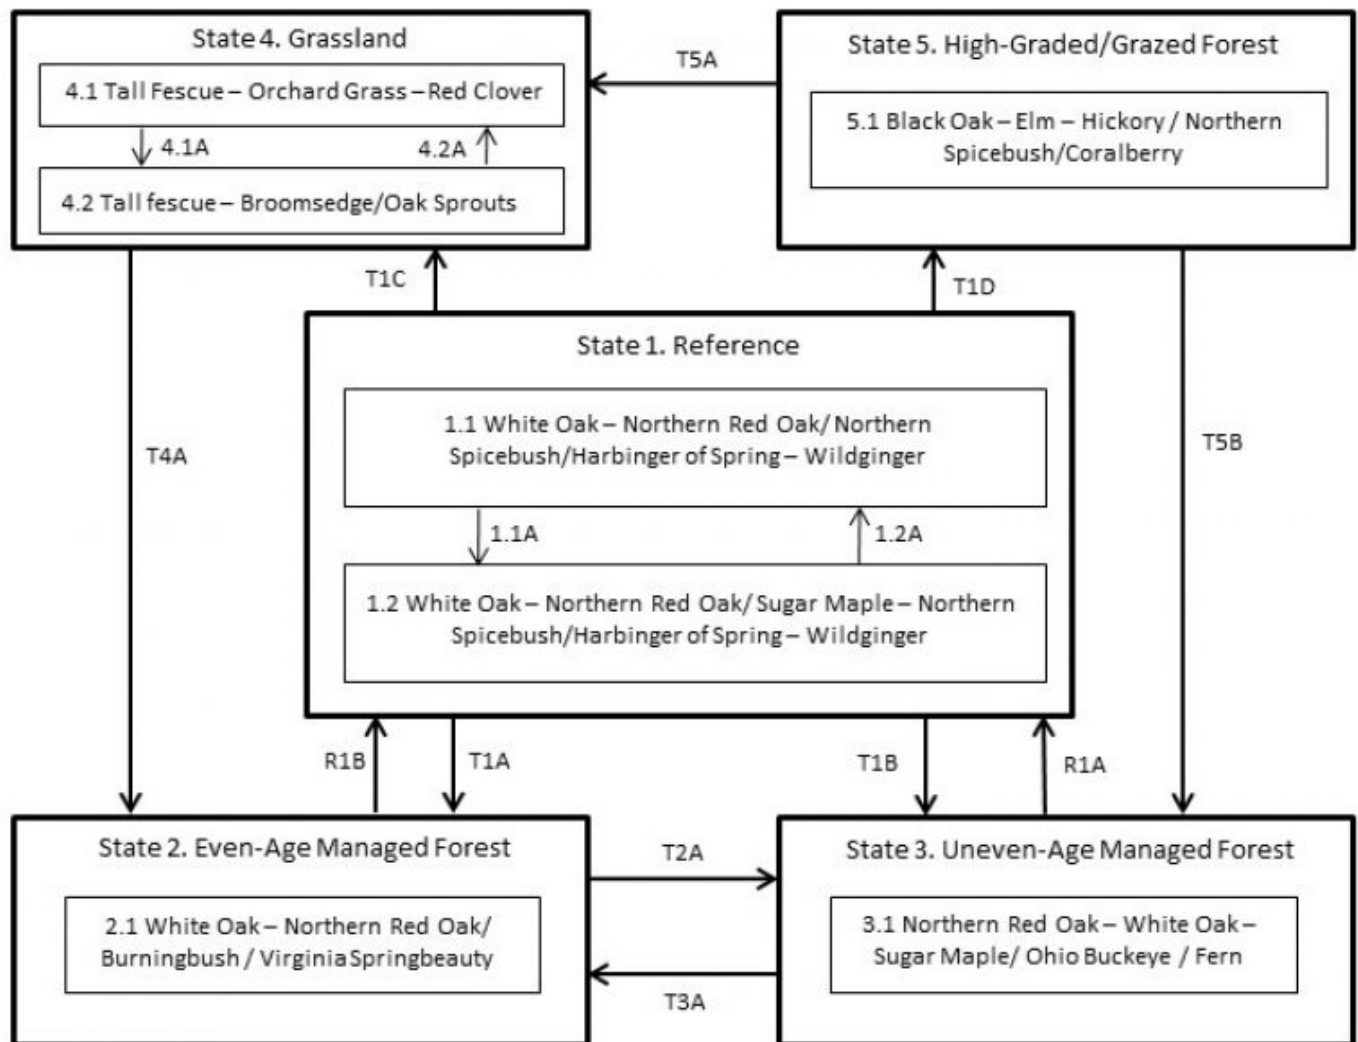 State 4. Grassland
4.1 Tall Fescue – Orchard Grass – Red Clover
4.1A
4.2A
4.2 Tall fescue – Broomsedge/Oak Sprouts
T5A
State 5. High-Graded/Grazed Forest
5.1 Black Oak – Elm – Hickory / Northern
Spicebush/Coralberry
T1C
T1D
State 1. Reference
1.1 White Oak – Northern Red Oak/ Northern
Spicebush/Harbinger of Spring – Wildginger
1.1A
1.2A
1.2 White Oak – Northern Red Oak/ Sugar Maple – Northern
Spicebush/Harbinger of Spring – Wildginger
T4A
T5B
R1B
T1A
T1B
R1A
State 2. Even-Age Managed Forest
2.1 White Oak – Northern Red Oak/
Burningbush / Virginia Springbeauty
T2A
T3A
State 3. Uneven-Age Managed Forest
3.1 Northern Red Oak – White Oak –
Sugar Maple/ Ohio Buckeye / Fern